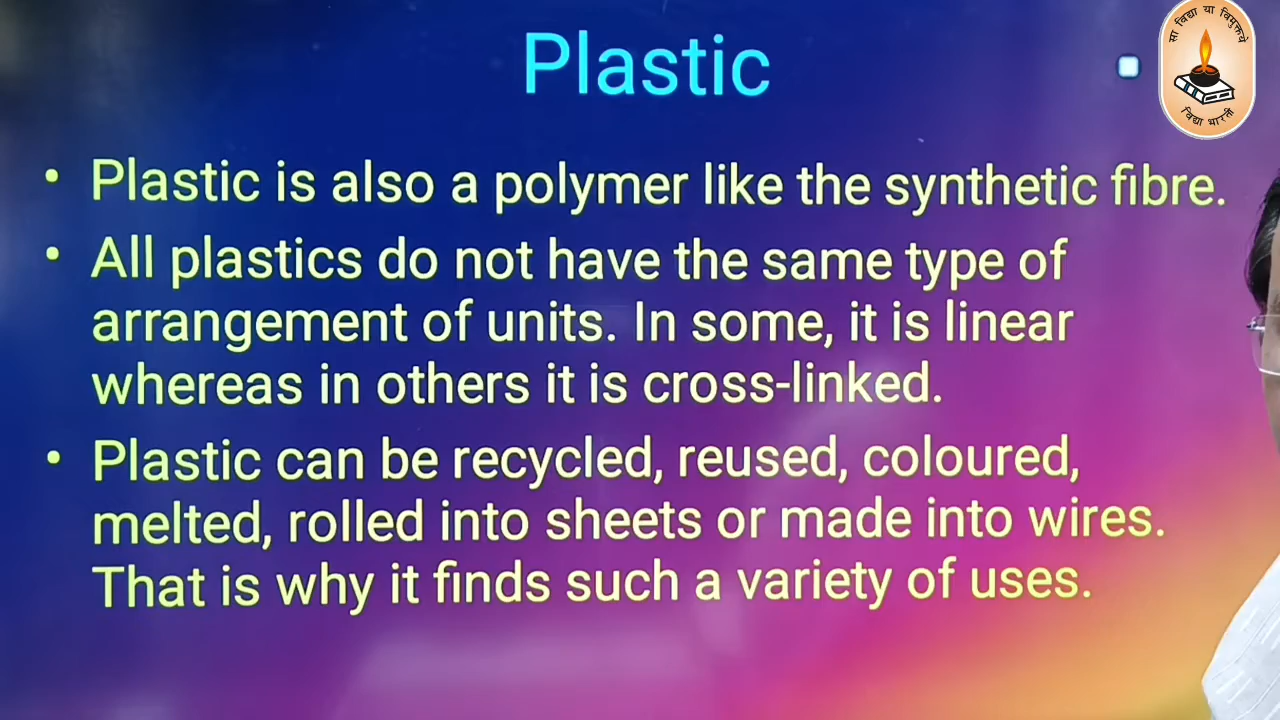 Plastic
सा विद्या या विमुक्तये
विद्या भारती
• Plastic is also a polymer like the synthetic fibre.
• All plastics do not have the same type of
arrangement of units. In some, it is linear
whereas in others it is cross-linked.
• Plastic can be recycled, reused, coloured,
melted, rolled into sheets or made into wires.
That is why it finds such a variety of uses.